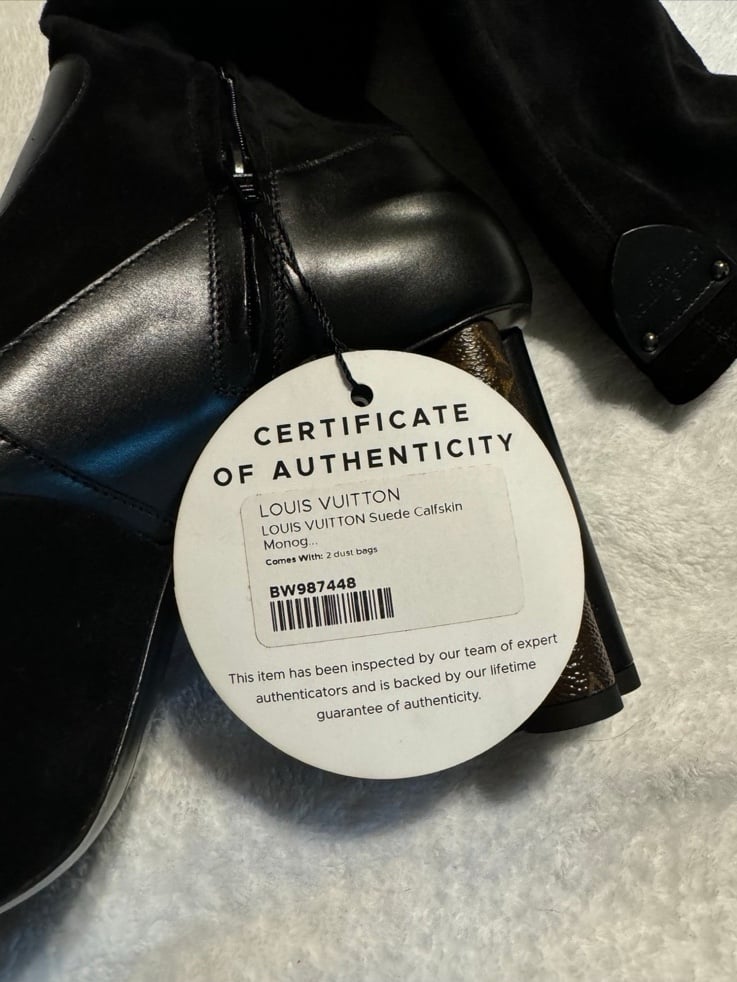 CERTIFICATE
OF AUTHENTICITY
LOUIS VUITTON
LOUIS VUITTON Suede Calfskin
Monog...
Comes With: 2 dust bags
BW987448
This item has been inspected by our team of expert
authenticators and is backed by our lifetime
guarantee of authenticity.